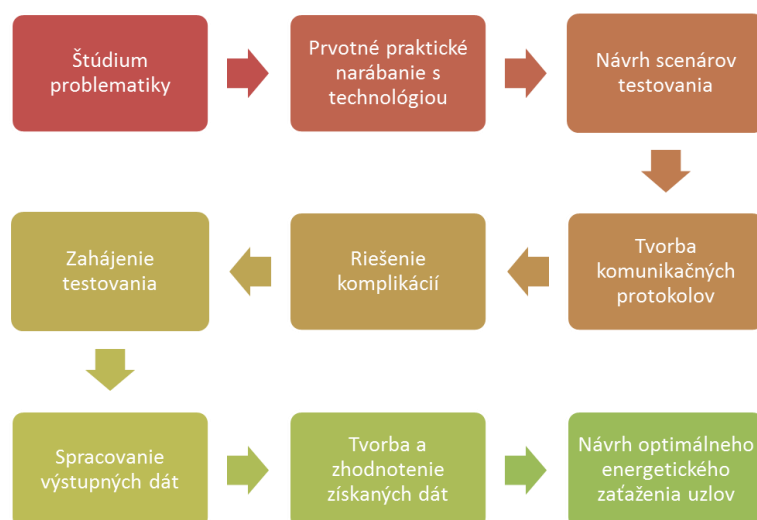 Štúdium
problematiky
Prvotné praktické
narábanie s
technológiou
Návrh scenárov
testovania
Tvorba
komunikačných
protokolov
Riešenie
komplikácií
Zahájenie
testovania
Spracovanie
výstupných dát
Tvorba a
zhodnotenie
získaných dát
Návrh optimálneho
energetického
zaťaženia uzlov